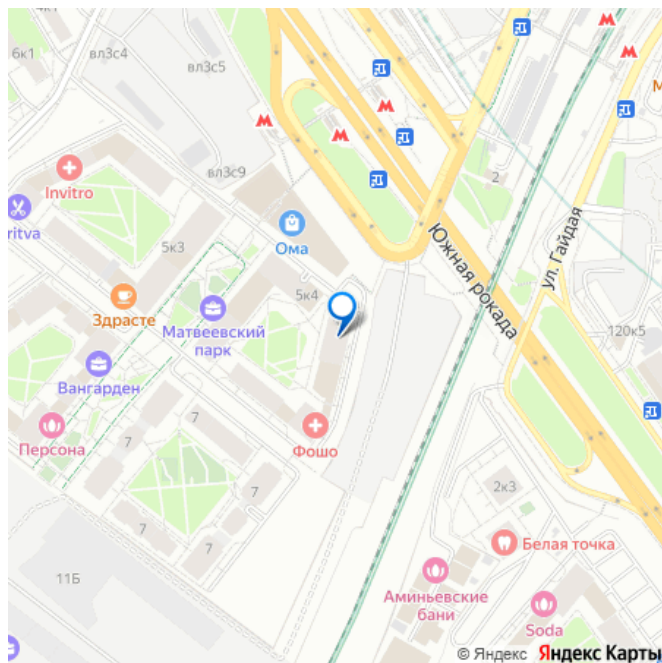 6к1
вл3с4
вл3с5
М
2
вл3с9
Invitro
ritva
Ома
5к3
Южная рокада
ул. Гайдая
5к4
Здрасте
Матвеевский
парк
120к5
Вангарден
Персона
7
Фошо
7
7
7
7
2к3
Белая точка
11Б
Аминьевские
бани
Soda
© Яндекс Яндекс Карты